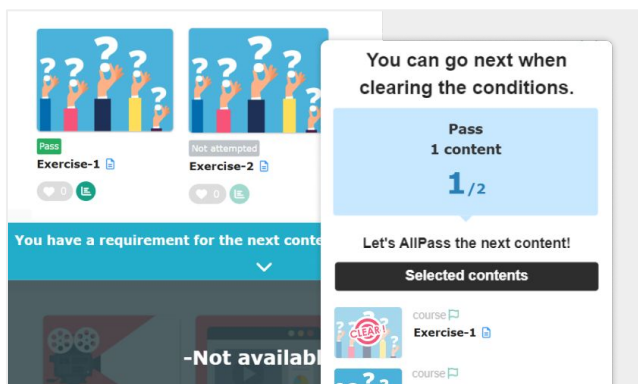 Pass
Exercise-1
0
Not attempted
Exercise-2
0
You have a requirement for the next
-Not
You can go next when
clearing the conditions.
Pass
1 content
1/2
Let's AllPass the next content!
Selected contents
CLEAR!
course
Exercise-1
course